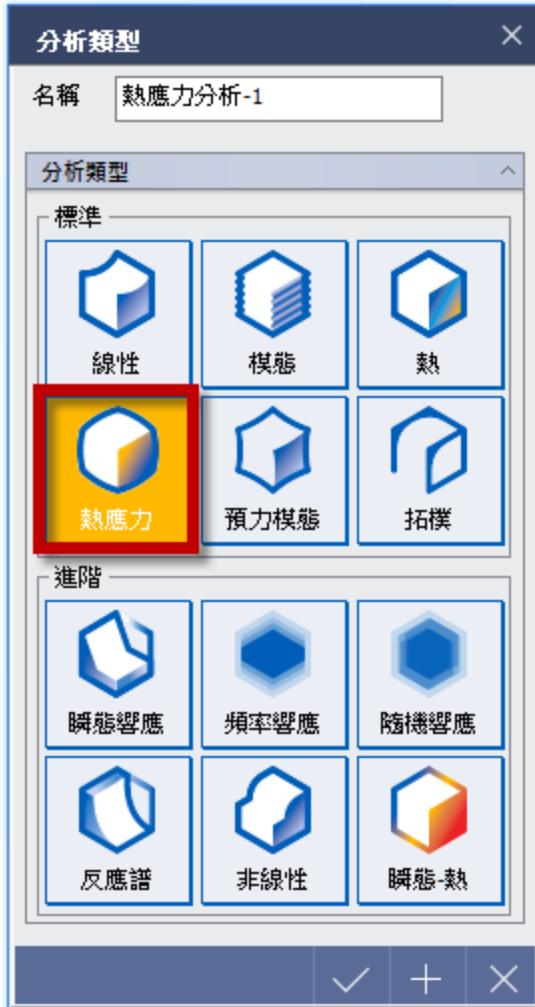 分析類型
名稱 熱應力分析-1
分析類型
標準
線性 模態 熱
熱應力 預力模態 拓樸
進階
瞬態響應 頻率響應 隨機響應
反應譜 非線性 瞬態-熱